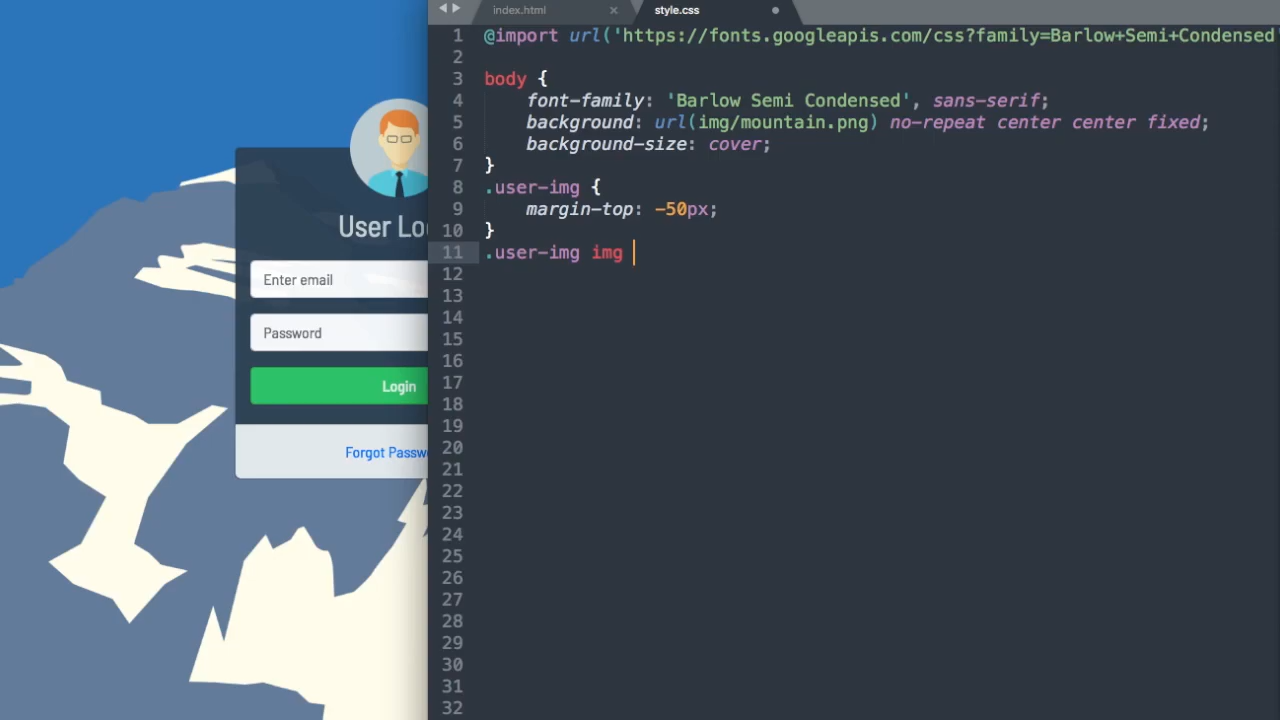 index.html
style.css
1 @import url('https://fonts.googleapis.com/css?family=Barlow+Semi+Condensed'
2
3 body {
4 font-family: 'Barlow Semi Condensed', sans-serif;
5 background: url(img/mountain.png) no-repeat center center fixed;
6 background-size: cover;
7 }
8 .user-img {
9 margin-top: -50px;
10 }
11 .user-img img
12
13
14
15
16
17
18
19
20
21
22
23
24
25
26
27
28
29
30
31
32
User Lo
Enter email
Password
Login
Forgot Passw